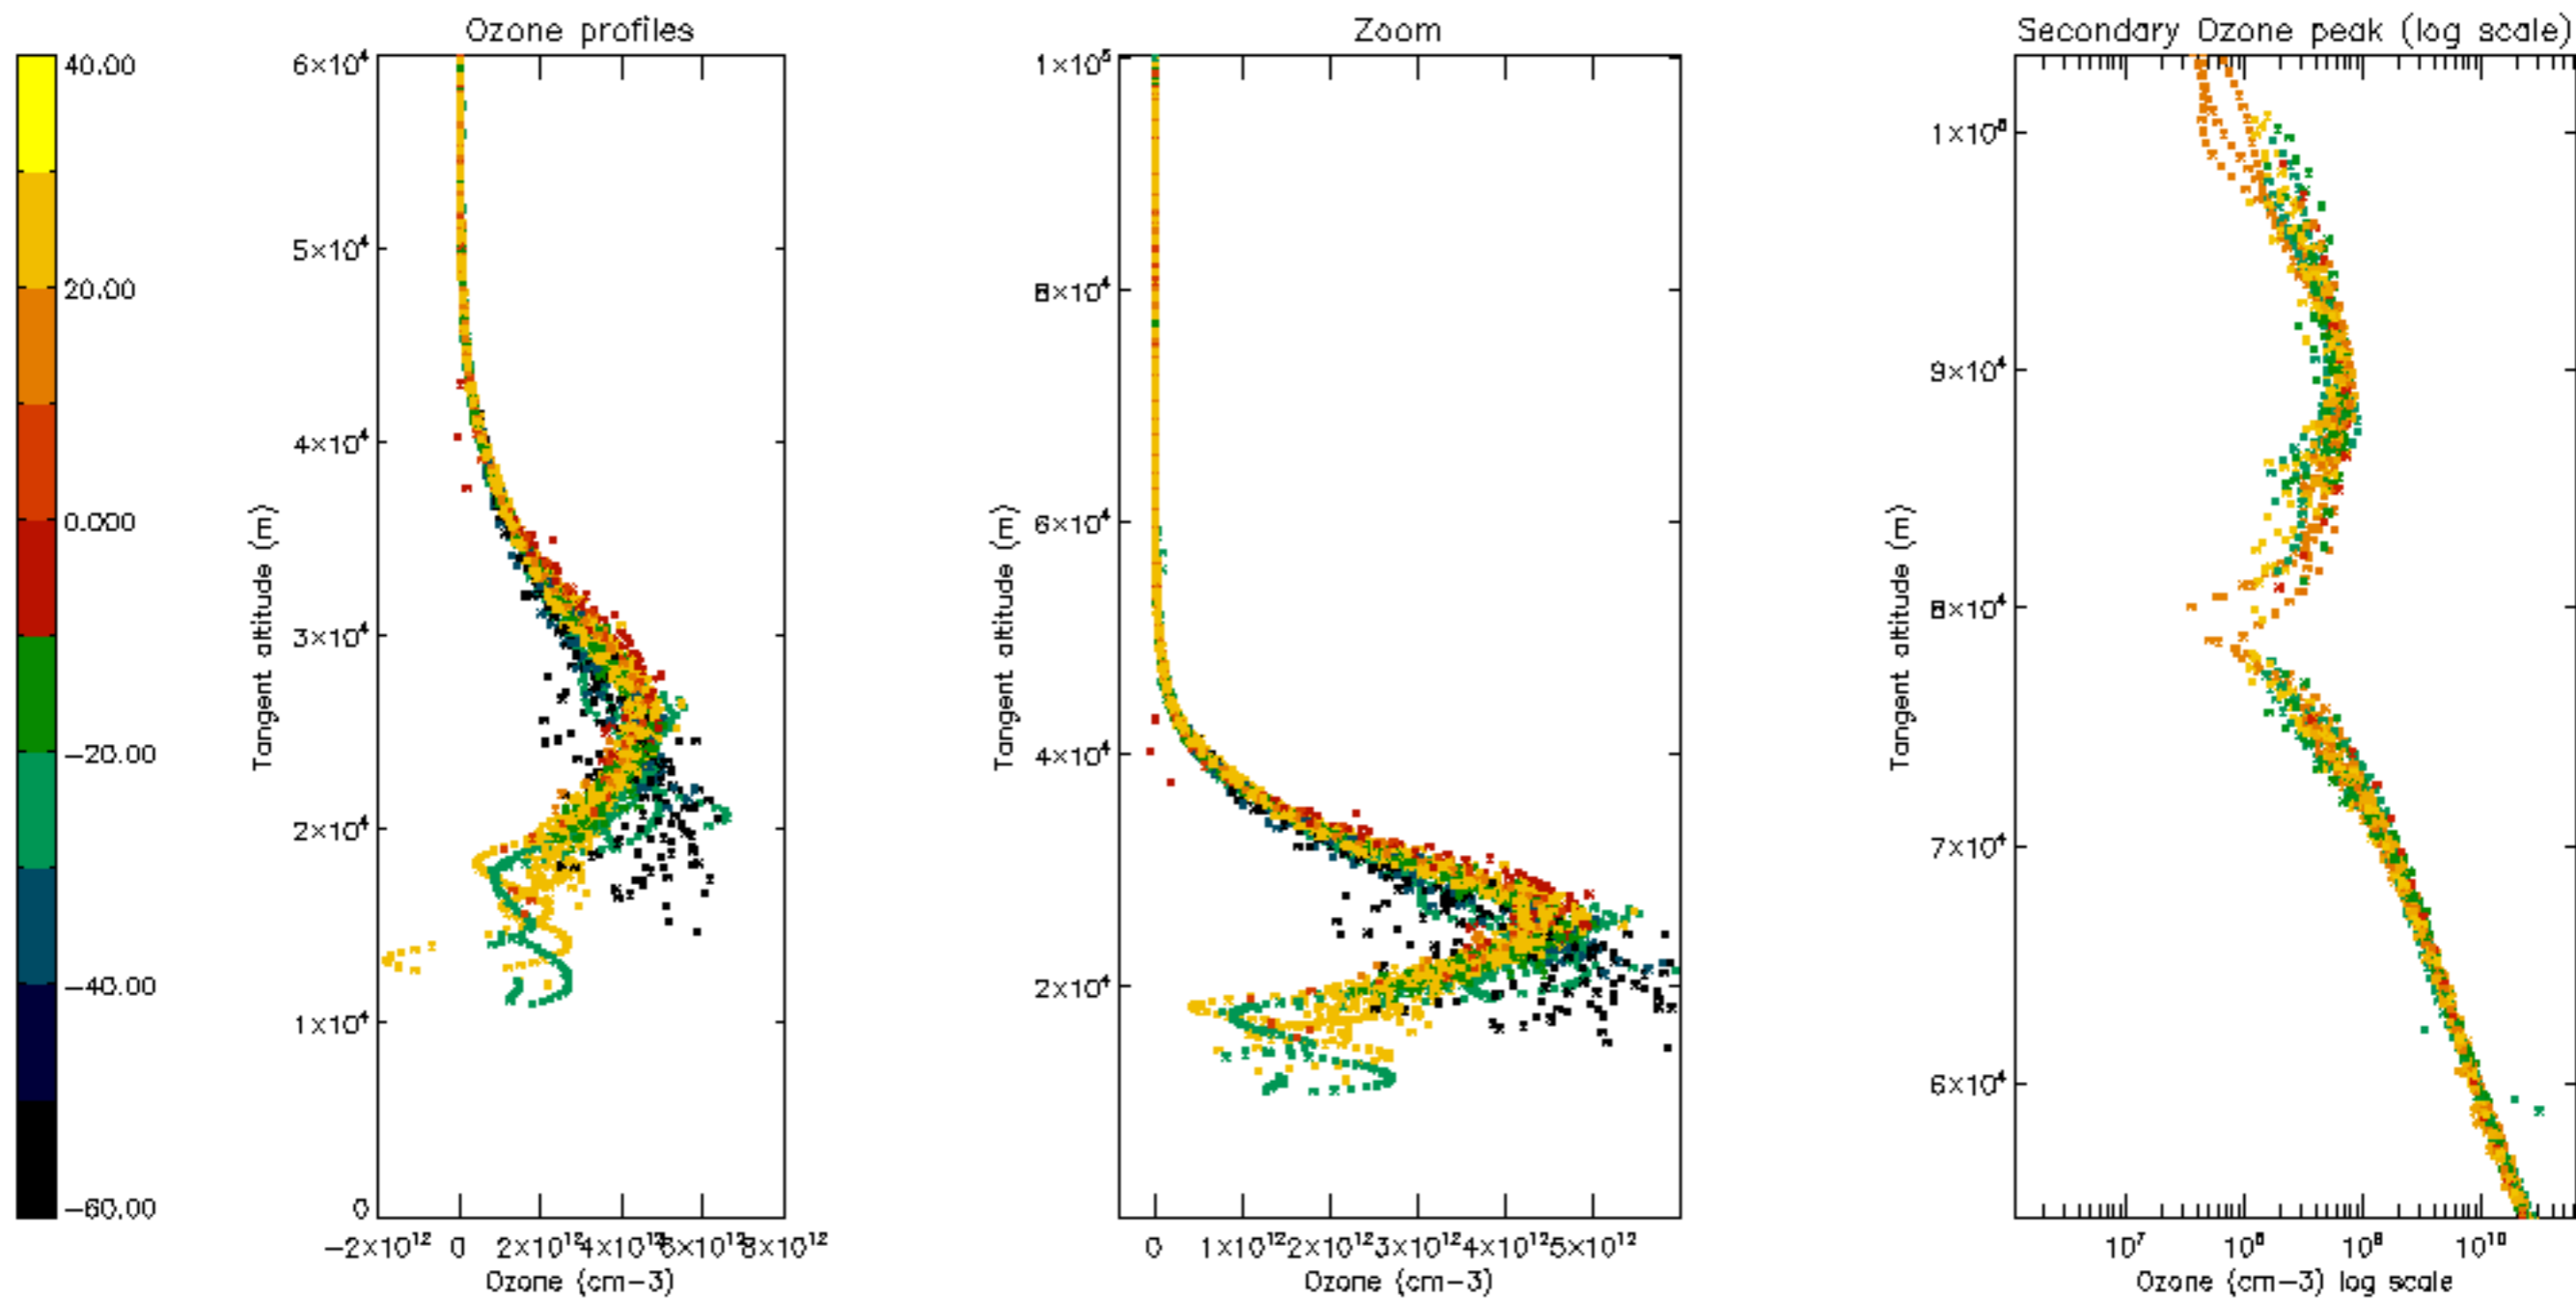 Ozone profiles
Zoom
Secondary Ozone peak (log scale)
40.00
20.00
0.000
−20.00
−40.00
−60.00
Tangent altitude (m)
6×10⁴
5×10⁴
4×10⁴
3×10⁴
2×10⁴
1×10⁴
0
−2×10¹² 0 2×10¹² 4×10¹² 6×10¹² 8×10¹²
Ozone (cm−3)
Tangent altitude (m)
1×10⁵
8×10⁴
6×10⁴
4×10⁴
2×10⁴
0 1×10¹² 2×10¹² 3×10¹² 4×10¹² 5×10¹²
Ozone (cm−3)
Tangent altitude (m)
1×10⁵
9×10⁴
8×10⁴
7×10⁴
6×10⁴
10⁷ 10⁸ 10⁹ 10¹⁰
Ozone (cm−3) log scale